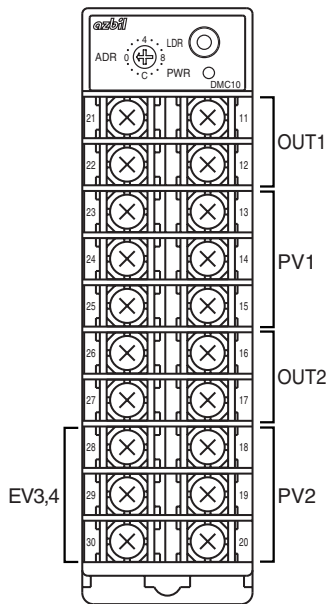 azbil
4
LDR
ADR 0 8
C
PWR
DMC10
21 11
OUT1
22 12
23 13
24 14 PV1
25 15
26 16
OUT2
27 17
28 18
EV3,4 29 19 PV2
30 20